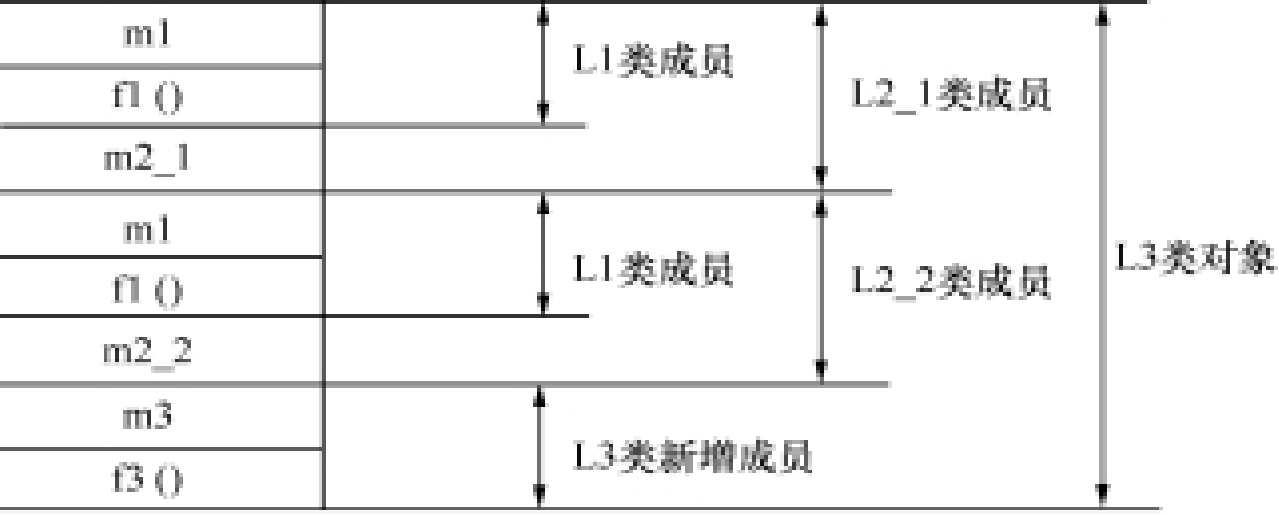 m1
f1 ()
m2_1
m1
f1 ()
m2_2
m3
f3 ()
L1类成员
L2_1类成员
L1类成员
L2_2类成员
L3类新增成员
L3类对象